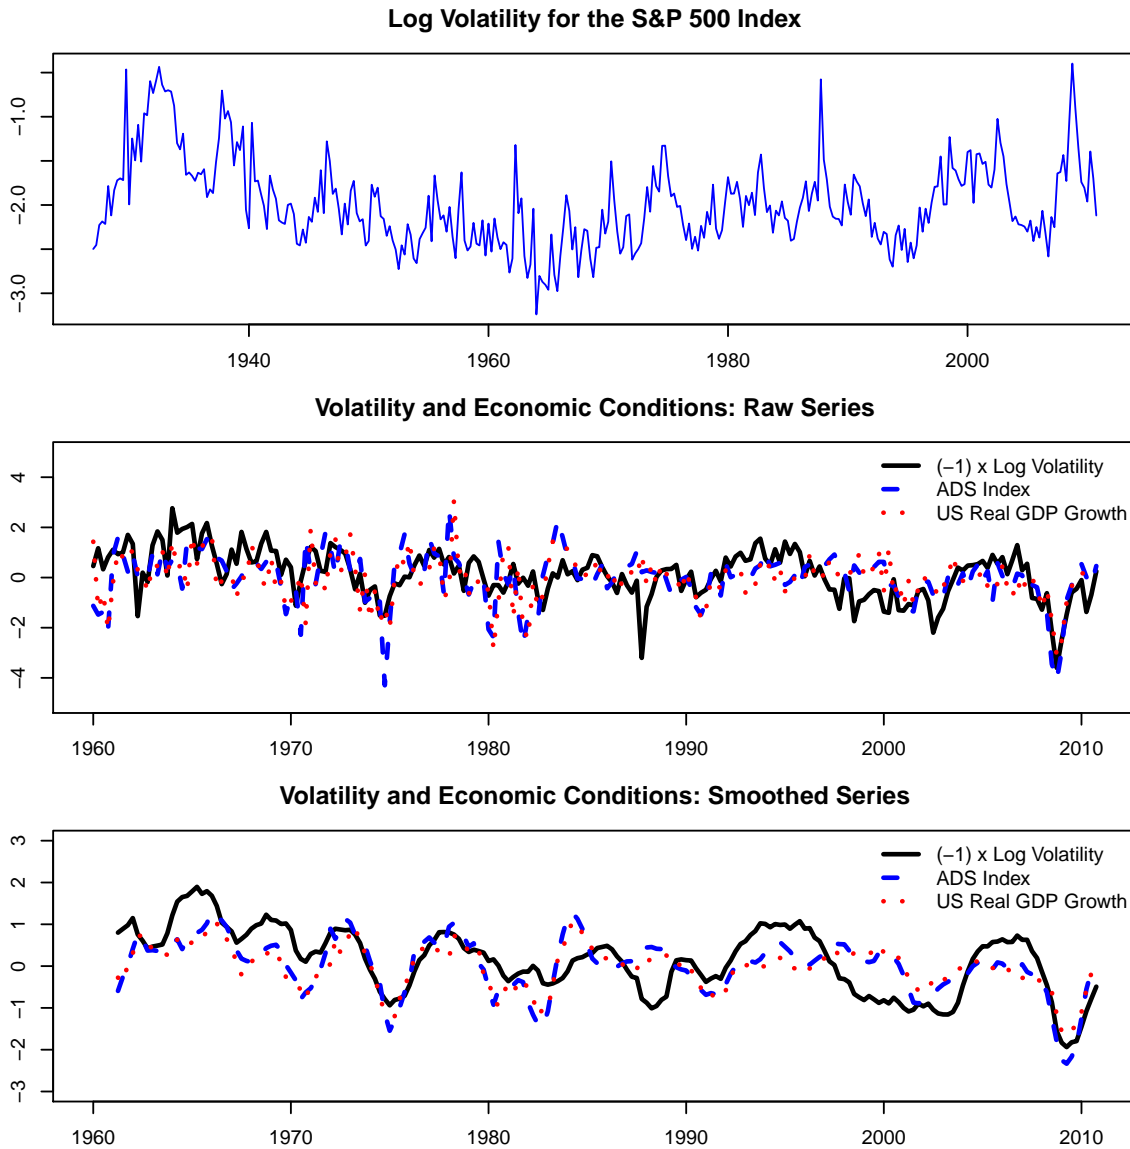 Log Volatility for the S&P 500 Index
−1.0
−2.0
−3.0
1940 1960 1980 2000
Volatility and Economic Conditions: Raw Series
4
2
0
−2
−4
(−1) x Log Volatility
ADS Index
US Real GDP Growth
1960 1970 1980 1990 2000 2010
Volatility and Economic Conditions: Smoothed Series
3
2
1
0
−1
−2
−3
(−1) x Log Volatility
ADS Index
US Real GDP Growth
1960 1970 1980 1990 2000 2010